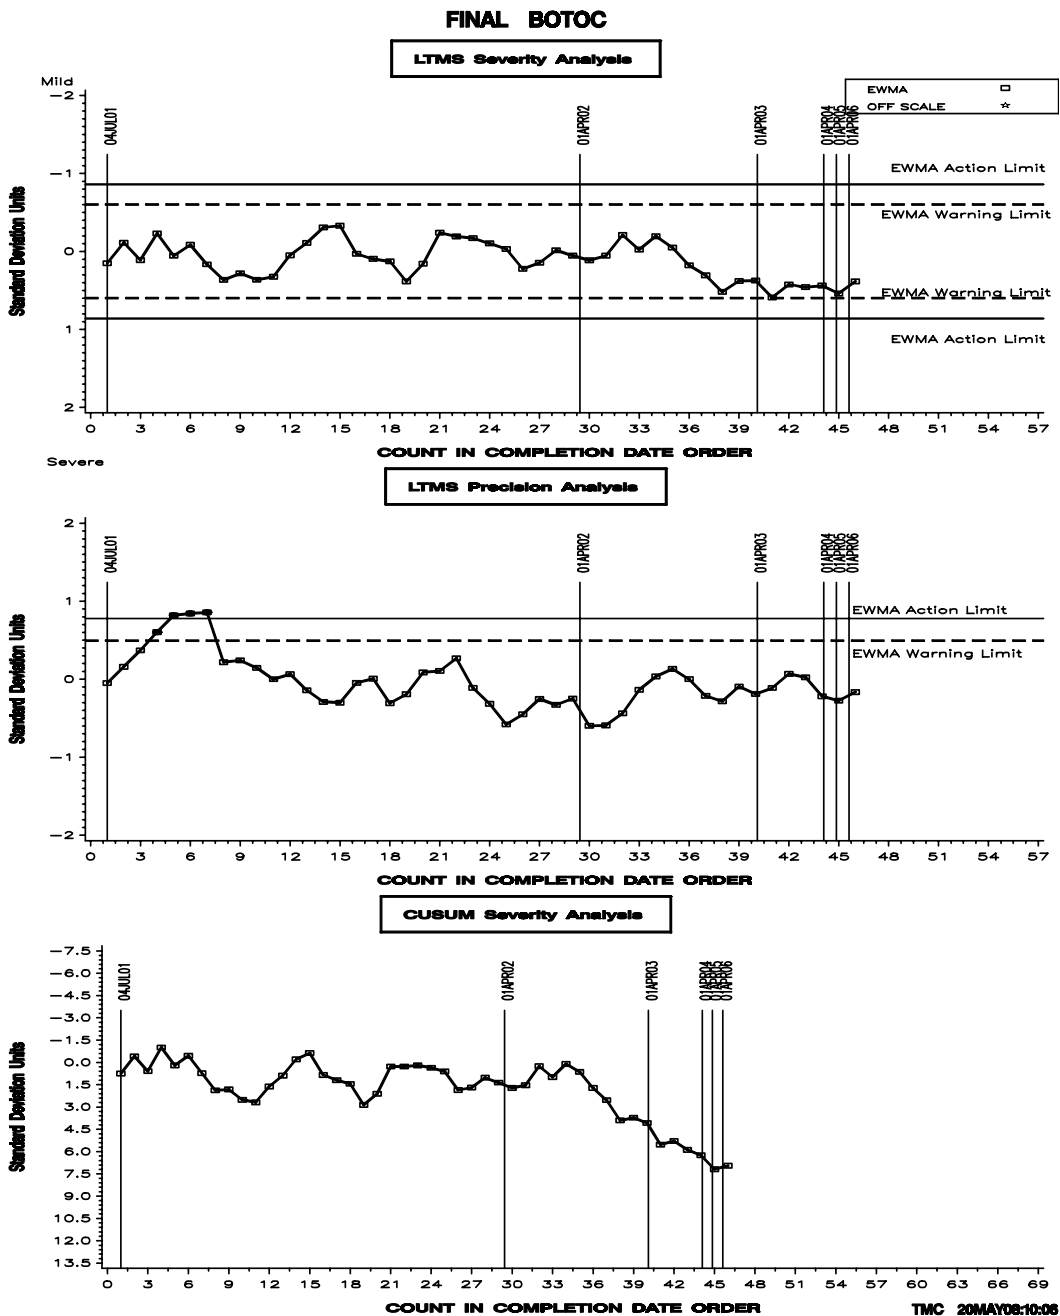 FINAL BOTOC
LTMS Severity Analysis
Mild
EWMA
OFF SCALE
Standard Deviation Units
-2
-1
0
1
2
04JUL01
01APR02
01APR03
01APR04
01APR05
01APR06
EWMA Action Limit
EWMA Warning Limit
EWMA Warning Limit
EWMA Action Limit
0 3 6 9 12 15 18 21 24 27 30 33 36 39 42 45 48 51 54 57
COUNT IN COMPLETION DATE ORDER
Severe
LTMS Precision Analysis
Standard Deviation Units
2
1
0
-1
-2
04JUL01
01APR02
01APR03
01APR04
01APR05
01APR06
EWMA Action Limit
EWMA Warning Limit
0 3 6 9 12 15 18 21 24 27 30 33 36 39 42 45 48 51 54 57
COUNT IN COMPLETION DATE ORDER
CUSUM Severity Analysis
Standard Deviation Units
-7.5
-6.0
-4.5
-3.0
-1.5
0.0
1.5
3.0
4.5
6.0
7.5
9.0
10.5
12.0
13.5
04JUL01
01APR02
01APR03
01APR04
01APR05
01APR06
0 3 6 9 12 15 18 21 24 27 30 33 36 39 42 45 48 51 54 57 60 63 66 69
COUNT IN COMPLETION DATE ORDER
TMC